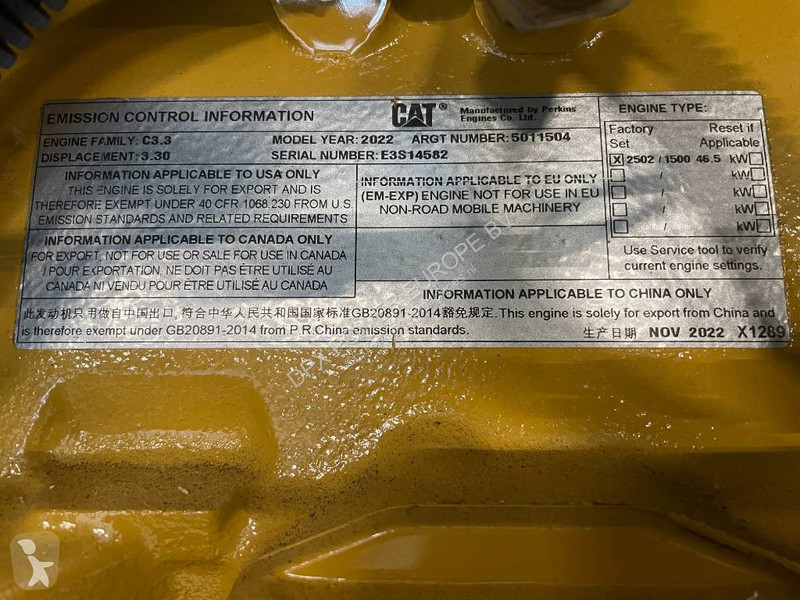 EMISSION CONTROL INFORMATION
CAT®
Manufactured by Perkins
Engines Co. Ltd.
ENGINE FAMILY: C3.3
MODEL YEAR: 2022
ARGT NUMBER: 5011504
DISPLACEMENT: 3.30
SERIAL NUMBER: E3S14582
ENGINE TYPE:
Factory Reset if
Set Applicable
X 2502 / 1500 46.5 kW
/ kW
/ kW
/ kW
Use Service tool to verify
current engine settings.
INFORMATION APPLICABLE TO USA ONLY
THIS ENGINE IS SOLELY FOR EXPORT AND IS
THEREFORE EXEMPT UNDER 40 CFR 1068.230 FROM U.S
EMISSION STANDARDS AND RELATED REQUIREMENTS
INFORMATION APPLICABLE TO EU ONLY
(EM-EXP) ENGINE NOT FOR USE IN EU
NON-ROAD MOBILE MACHINERY
INFORMATION APPLICABLE TO CANADA ONLY
FOR EXPORT, NOT FOR USE OR SALE FOR USE IN CANADA
/ POUR EXPORTATION. NE DOIT PAS ÊTRE UTILISÉ AU
CANADA NI VENDU POUR ÊTRE UTILISÉ AU CANADA
INFORMATION APPLICABLE TO CHINA ONLY
此发动机只用做自中国出口, 符合中华人民共和国国家标准GB20891-2014豁免规定. This engine is solely for export from China and
is therefore exempt under GB20891-2014 from P.R.China emission standards.
生产日期 NOV 2022 X1289